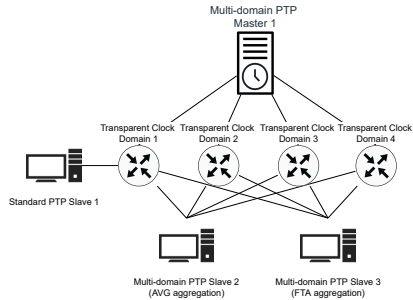 Multi-domain PTP
Master 1
Transparent Clock Transparent Clock Transparent Clock Transparent Clock
Domain 1 Domain 2 Domain 3 Domain 4
Standard PTP Slave 1
Multi-domain PTP Slave 2 Multi-domain PTP Slave 3
(AVG aggregation) (FTA aggregation)